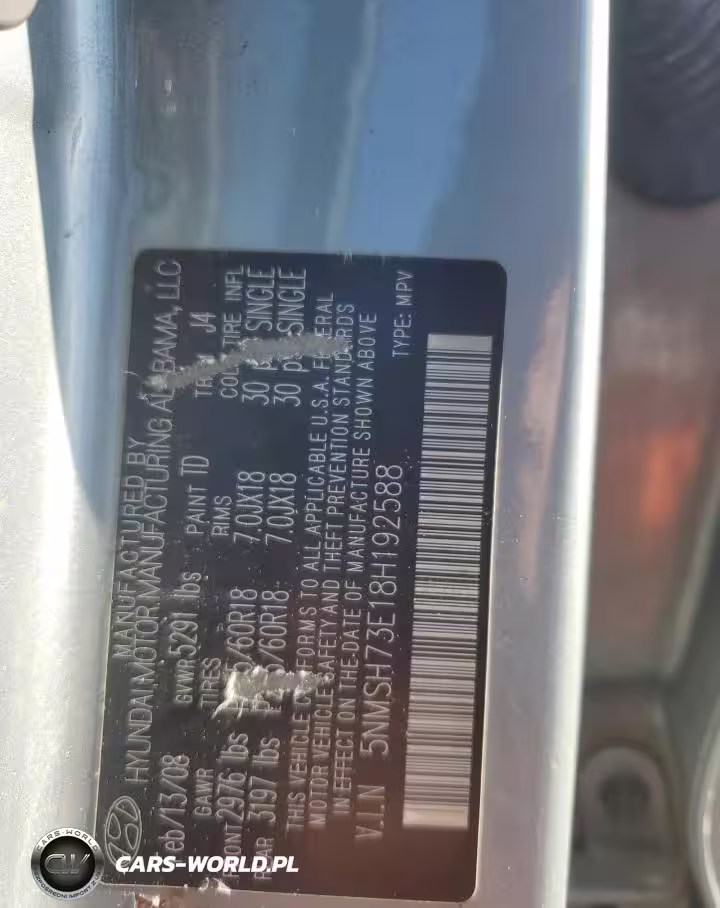 MANUFACTURED BY
HYUNDAI MOTOR MANUFACTURING ALABAMA, LLC
Feb/13/08 GVWR 5291 lbs PAINT TD J4
GAWR TIRES RIMS TIRE INFL
FRONT 2976 lbs /60R18 7.0JX18 30 SINGLE
REAR 3197 lbs /60R18 7.0JX18 30 SINGLE
THIS VEHICLE TO ALL APPLICABLE U.S.A. FEDERAL
MOTOR VEHICLE SAFETY AND THEFT PREVENTION STANDARDS
IN EFFECT ON THE DATE OF MANUFACTURE SHOWN ABOVE
V.I.N 5NMSH73E18H192588 TYPE: MPV
CARS-WORLD
CW
CARS-WORLD.PL